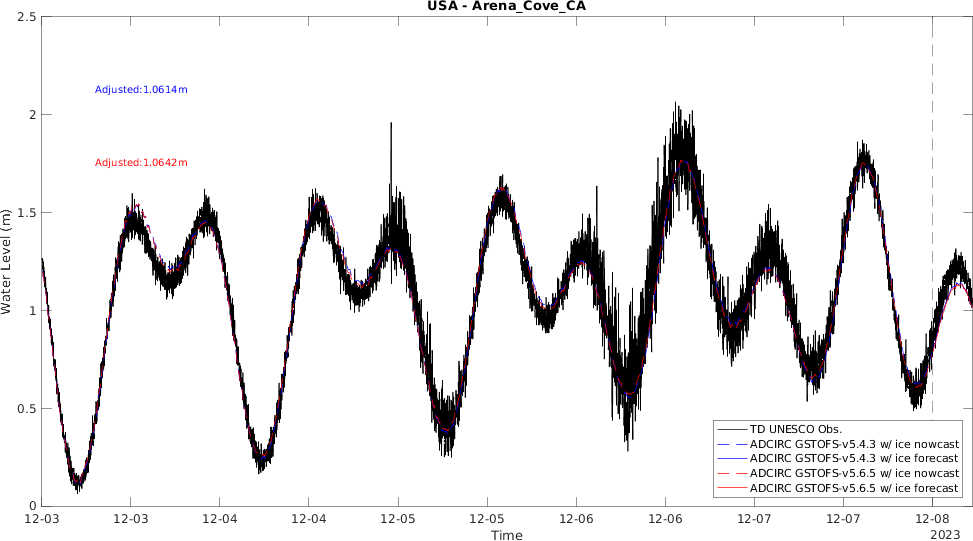 USA - Arena_Cove_CA
2.5
2
1.5
1
0.5
0
Water Level (m)
Adjusted:1.0614m
Adjusted:1.0642m
TD UNESCO Obs.
ADCIRC GSTOFS-v5.4.3 w/ ice nowcast
ADCIRC GSTOFS-v5.4.3 w/ ice forecast
ADCIRC GSTOFS-v5.6.5 w/ ice nowcast
ADCIRC GSTOFS-v5.6.5 w/ ice forecast
12-03 12-03 12-04 12-04 12-05 12-05 12-06 12-06 12-07 12-07 12-08
2023
Time